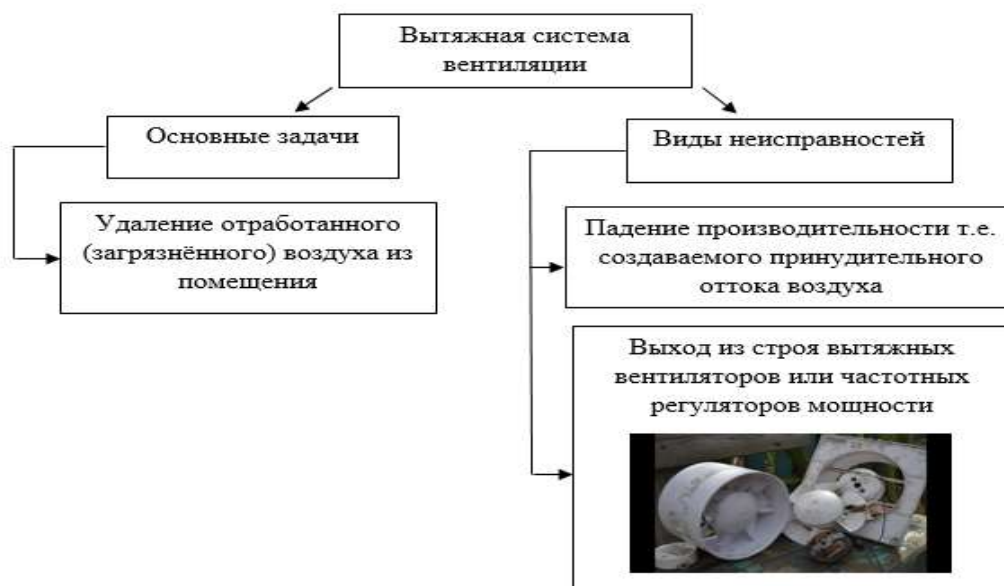 Вытяжная система
вентиляции
Основные задачи
Виды неисправностей
Удаление отработанного
(загрязнённого) воздуха из
помещения
Падение производительности т.е.
создаваемого принудительного
оттока воздуха
Выход из строя вытяжных
вентиляторов или частотных
регуляторов мощности